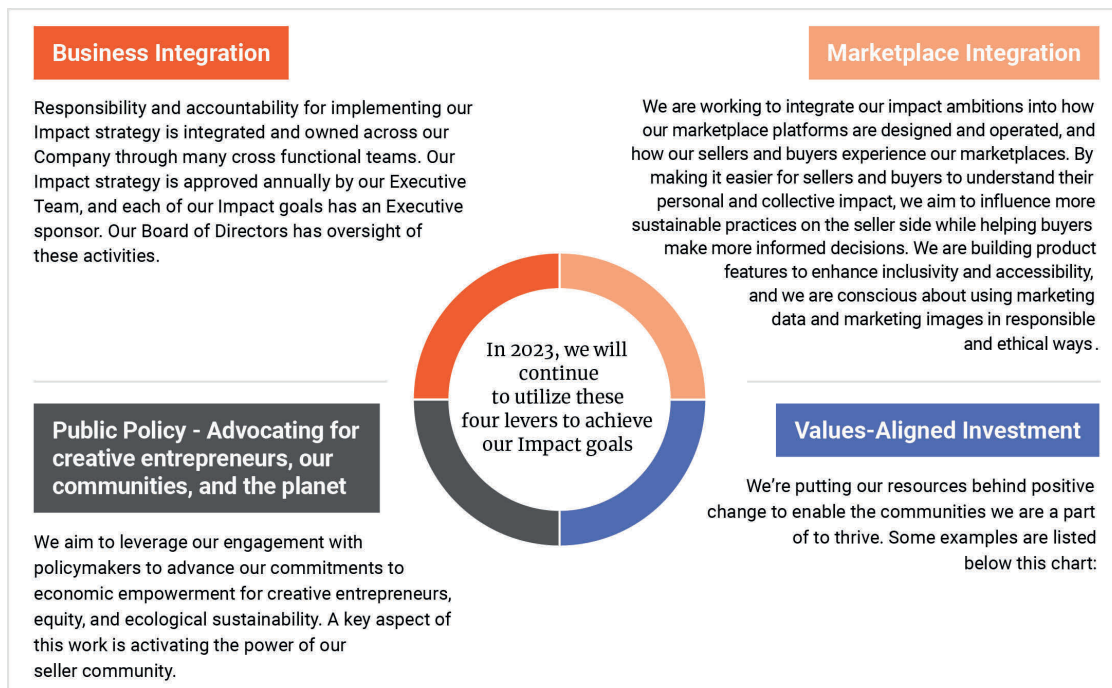 Business Integration
Responsibility and accountability for implementing our
Impact strategy is integrated and owned across our
Company through many cross functional teams. Our
Impact strategy is approved annually by our Executive
Team, and each of our Impact goals has an Executive
sponsor. Our Board of Directors has oversight of
these activities.
Marketplace Integration
We are working to integrate our impact ambitions into how
our marketplace platforms are designed and operated, and
how our sellers and buyers experience our marketplaces. By
making it easier for sellers and buyers to understand their
personal and collective impact, we aim to influence more
sustainable practices on the seller side while helping buyers
make more informed decisions. We are building product
features to enhance inclusivity and accessibility,
and we are conscious about using marketing
data and marketing images in responsible
and ethical ways.
In 2023, we will
continue
to utilize these
four levers to achieve
our Impact goals
Public Policy - Advocating for
creative entrepreneurs, our
communities, and the planet
We aim to leverage our engagement with
policymakers to advance our commitments to
economic empowerment for creative entrepreneurs,
equity, and ecological sustainability. A key aspect of
this work is activating the power of our
seller community.
Values-Aligned Investment
We're putting our resources behind positive
change to enable the communities we are a part
of to thrive. Some examples are listed
below this chart: